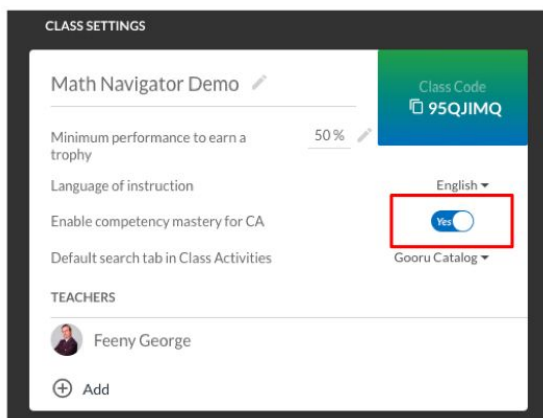 CLASS SETTINGS
Math Navigator Demo
Class Code
95QJIMQ
Minimum performance to earn a
trophy
50 %
Language of instruction
English
Enable competency mastery for CA
Yes
Default search tab in Class Activities
Gooru Catalog
TEACHERS
Feeny George
Add